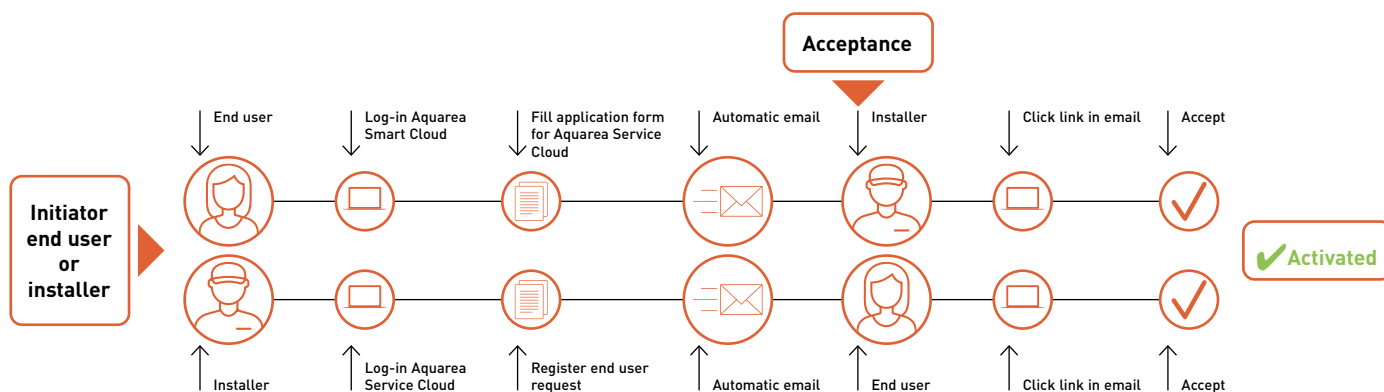 Acceptance
End user
Log-in Aquarea
Smart Cloud
Fill application form
for Aquarea Service
Cloud
Automatic email
Installer
Click link in email
Accept
Initiator
end user
or
installer
Activated
Installer
Log-in Aquarea
Service Cloud
Register end user
request
Automatic email
End user
Click link in email
Accept